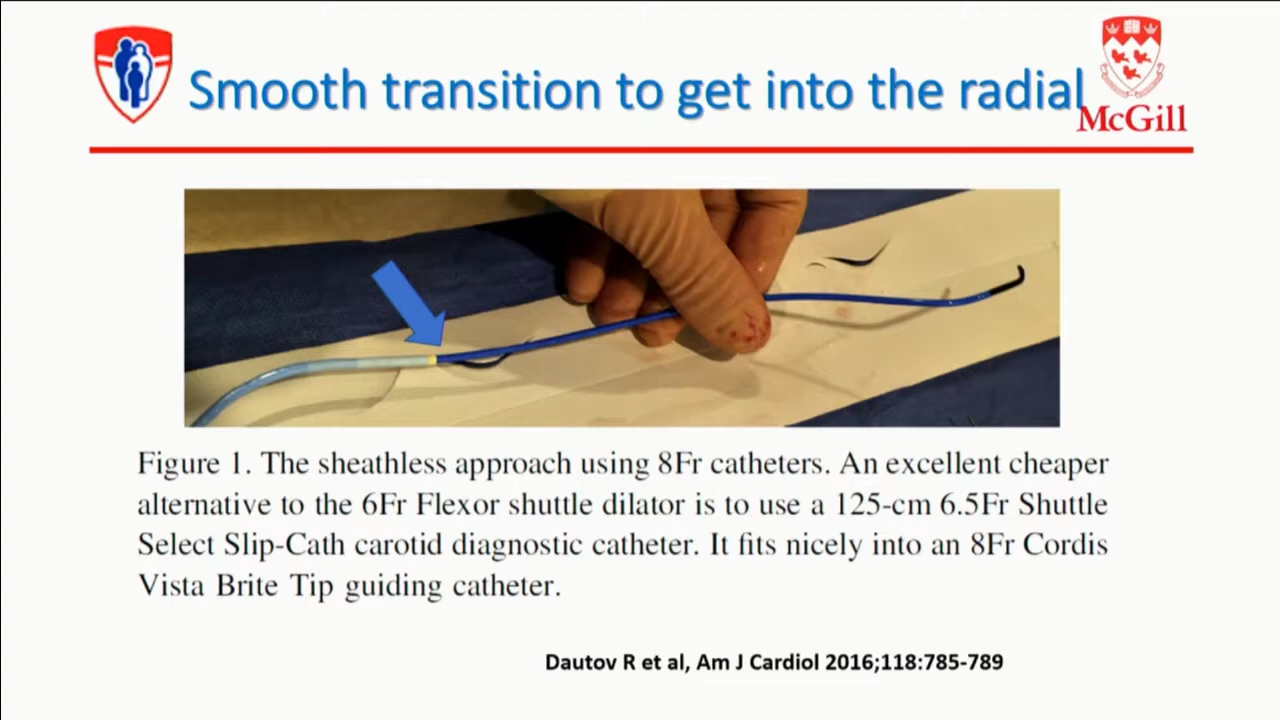 Smooth transition to get into the radial
McGill
Figure 1. The sheathless approach using 8Fr catheters. An excellent cheaper
alternative to the 6Fr Flexor shuttle dilator is to use a 125-cm 6.5Fr Shuttle
Select Slip-Cath carotid diagnostic catheter. It fits nicely into an 8Fr Cordis
Vista Brite Tip guiding catheter.
Dautov R et al, Am J Cardiol 2016;118:785-789